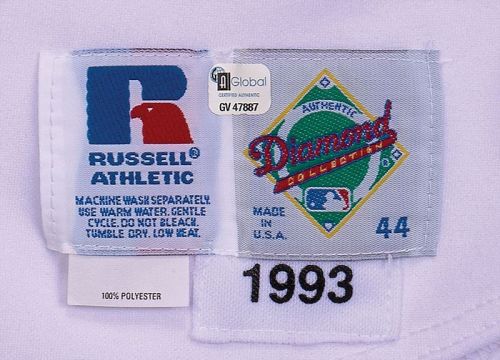 RUSSELL®
ATHLETIC
MACHINE WASH SEPARATELY.
USE WARM WATER. GENTLE
CYCLE. DO NOT BLEACH.
TUMBLE DRY. LOW HEAT.
100% POLYESTER
Global
CERTIFIED AUTHENTIC
GV 47887
AUTHENTIC
Diamond
COLLECTION
MADE IN
U.S.A.
44
1993